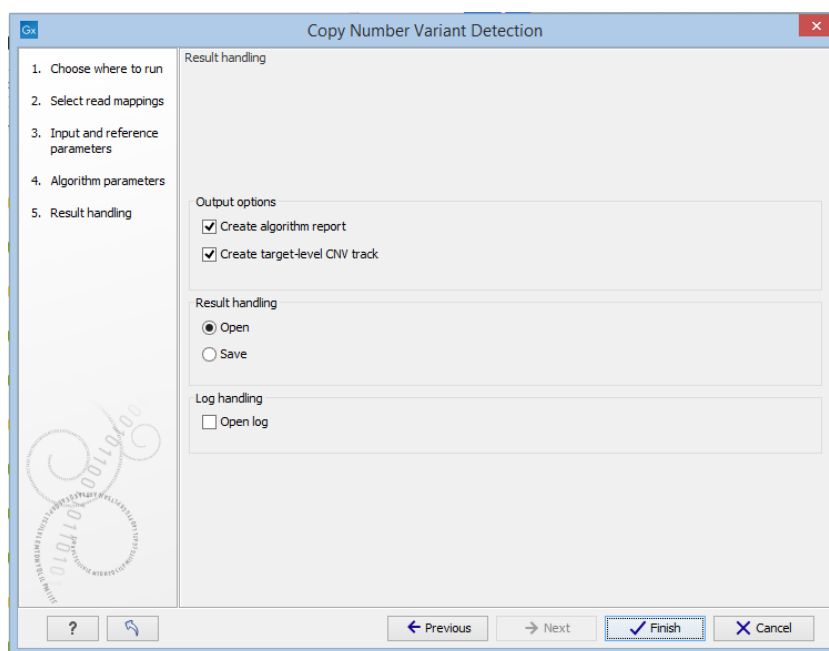 Gx
Copy Number Variant Detection
1. Choose where to run
2. Select read mappings
3. Input and reference
parameters
4. Algorithm parameters
5. Result handling
Result handling
Output options
Create algorithm report
Create target-level CNV track
Result handling
Open
Save
Log handling
Open log
? Previous Next Finish Cancel